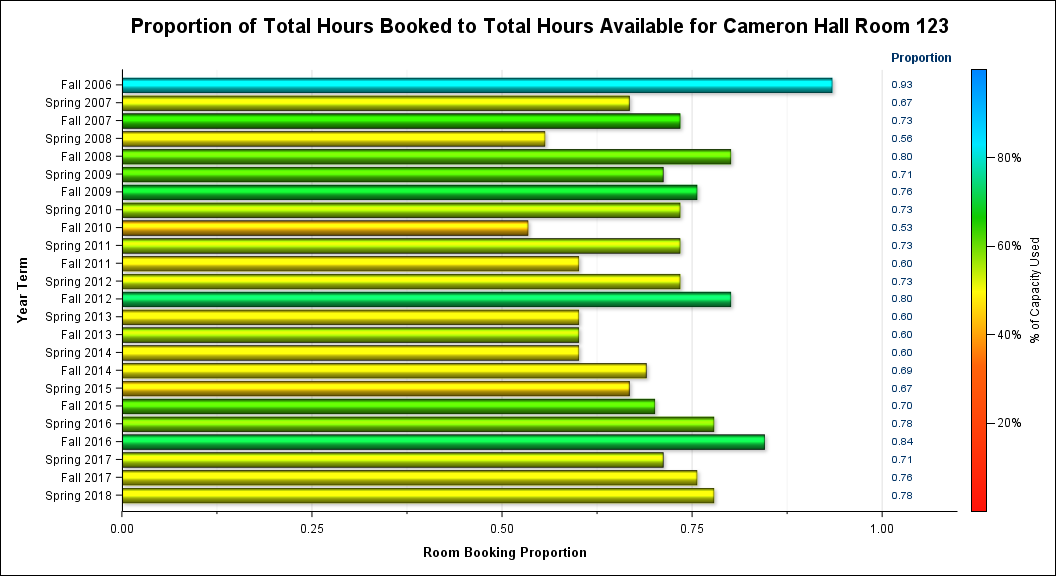 Proportion of Total Hours Booked to Total Hours Available for Cameron Hall Room 123
Proportion
Fall 2006 0.93
Spring 2007 0.67
Fall 2007 0.73
Spring 2008 0.56
Fall 2008 0.80
Spring 2009 0.71
Fall 2009 0.76
Spring 2010 0.73
Fall 2010 0.53
Spring 2011 0.73
Fall 2011 0.60
Spring 2012 0.73
Fall 2012 0.80
Spring 2013 0.60
Fall 2013 0.60
Spring 2014 0.60
Fall 2014 0.69
Spring 2015 0.67
Fall 2015 0.70
Spring 2016 0.78
Fall 2016 0.84
Spring 2017 0.71
Fall 2017 0.76
Spring 2018 0.78
Year Term
0.00 0.25 0.50 0.75 1.00
Room Booking Proportion
80%
60%
40%
20%
% of Capacity Used